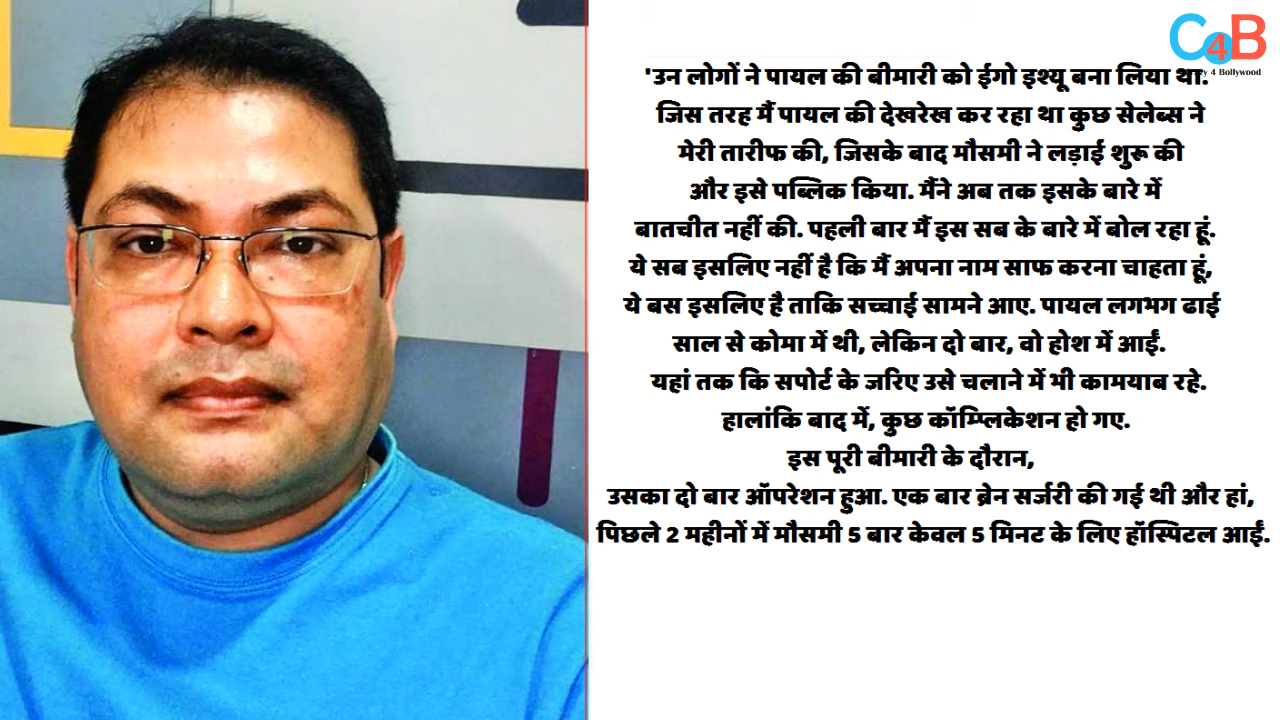 C4B
Crazy 4 Bollywood
'उन लोगों ने पायल की बीमारी को ईगो इश्यू बना लिया था.
जिस तरह मैं पायल की देखरेख कर रहा था कुछ सेलेब्स ने
मेरी तारीफ की, जिसके बाद मौसमी ने लड़ाई शुरू की
और इसे पब्लिक किया. मैंने अब तक इसके बारे में
बातचीत नहीं की. पहली बार मैं इस सब के बारे में बोल रहा हूं.
ये सब इसलिए नहीं है कि मैं अपना नाम साफ करना चाहता हूं,
ये बस इसलिए है ताकि सच्चाई सामने आए. पायल लगभग ढाई
साल से कोमा में थी, लेकिन दो बार, वो होश में आईं.
यहां तक कि सपोर्ट के जरिए उसे चलाने में भी कामयाब रहे.
हालांकि बाद में, कुछ कॉम्प्लिकेशन हो गए.
इस पूरी बीमारी के दौरान,
उसका दो बार ऑपरेशन हुआ. एक बार ब्रेन सर्जरी की गई थी और हां,
पिछले 2 महीनों में मौसमी 5 बार केवल 5 मिनट के लिए हॉस्पिटल आईं.